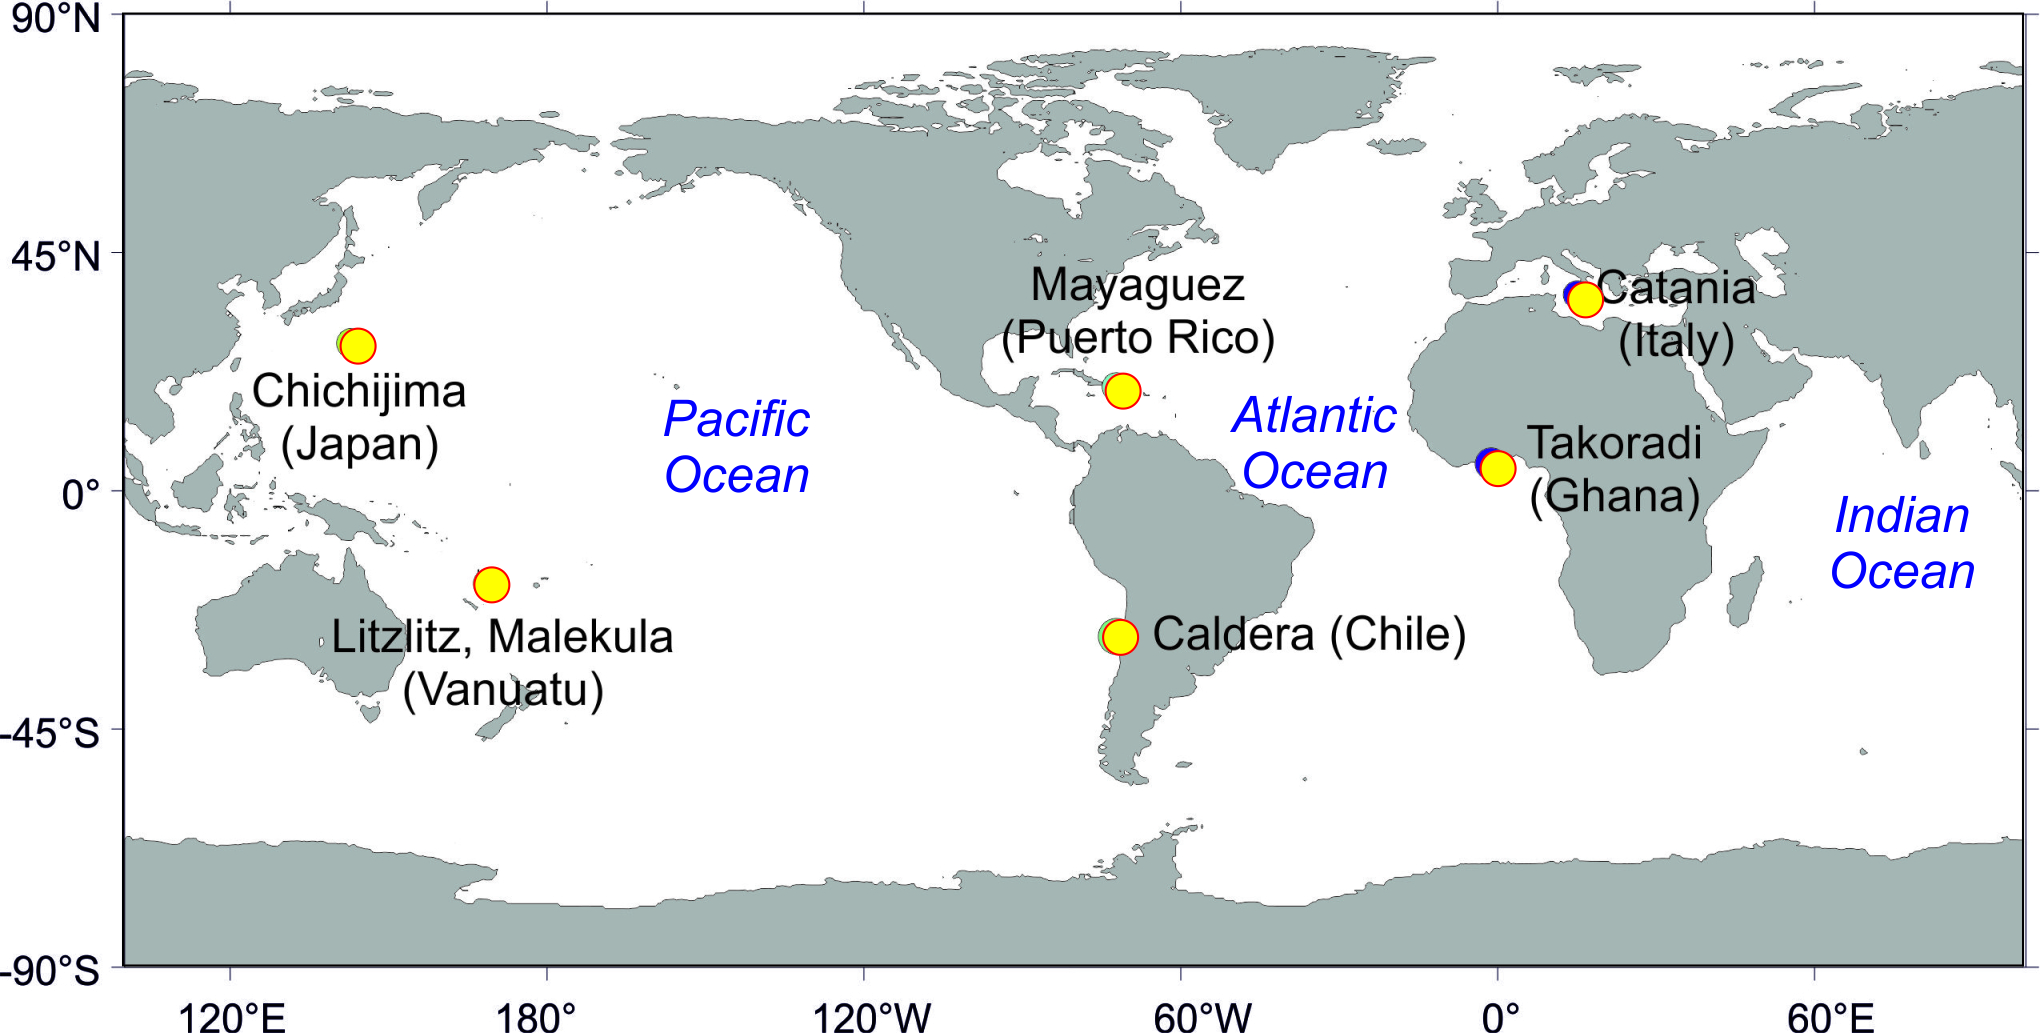 90°N
45°N
0°
-45°S
-90°S
Mayaguez
(Puerto Rico)
Catania
(Italy)
Chichijima
(Japan)
Pacific
Ocean
Atlantic
Ocean
Takoradi
(Ghana)
Indian
Ocean
Litzlitz, Malekula
(Vanuatu)
Caldera (Chile)
120°E
180°
120°W
60°W
0°
60°E